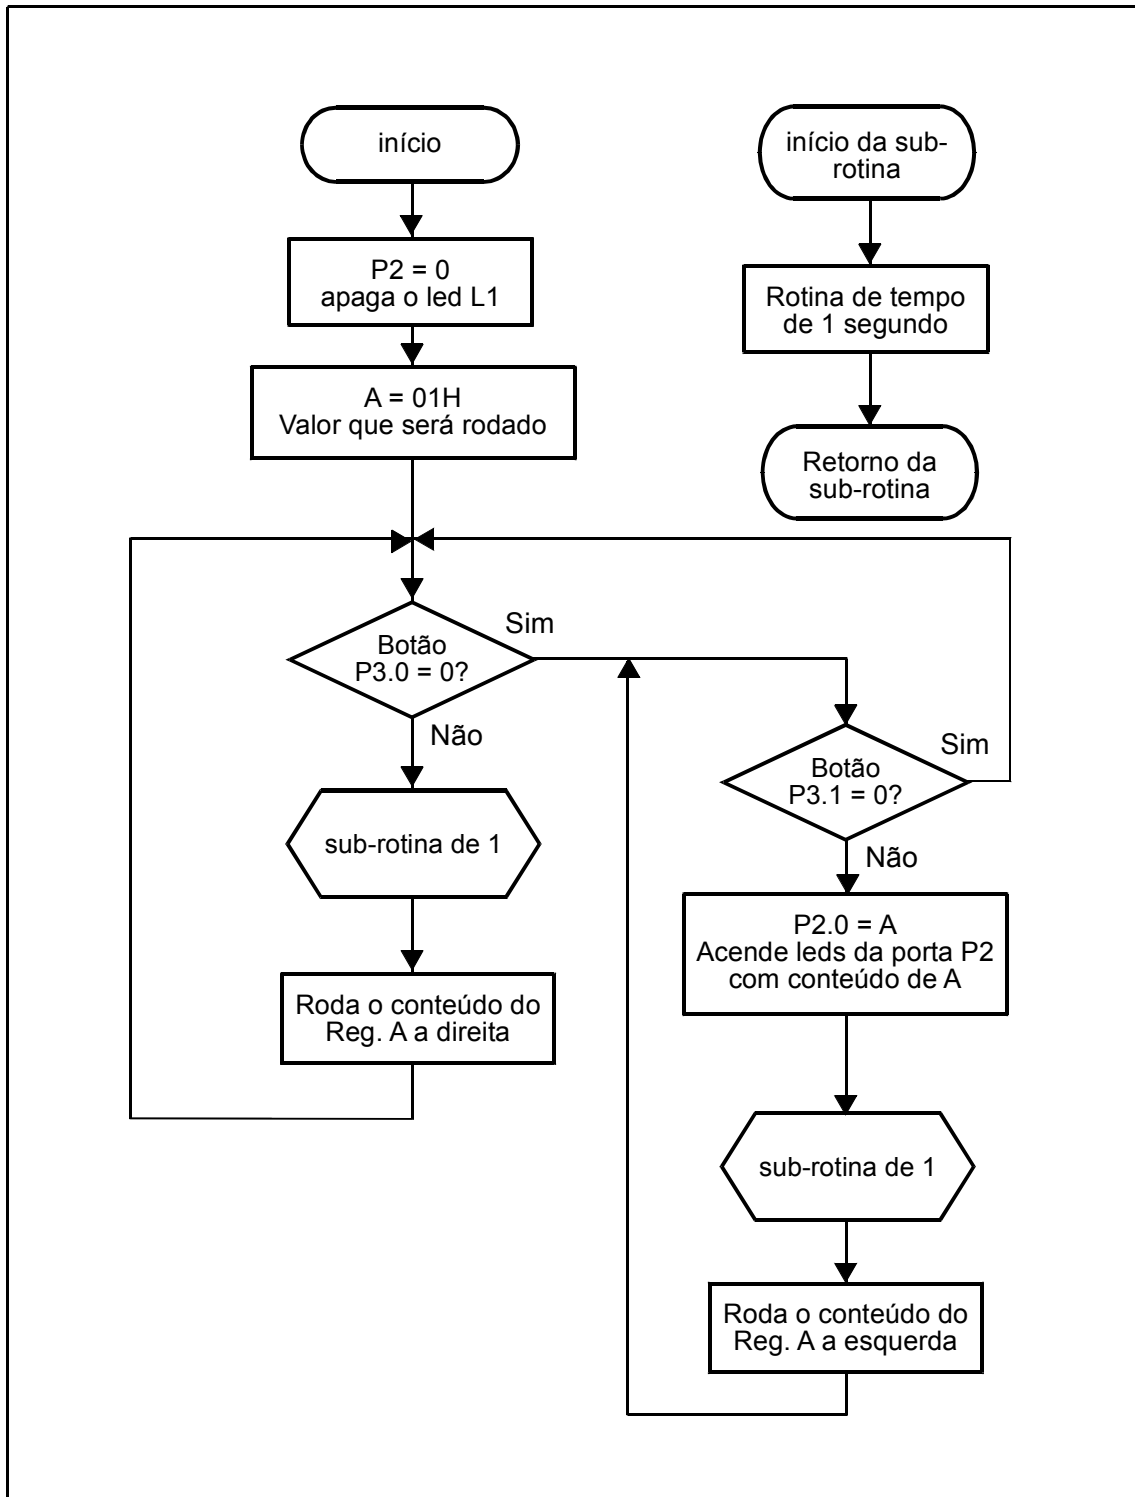 início
P2 = 0
apaga o led L1
A = 01H
Valor que será rodado
início da sub-
rotina
Rotina de tempo
de 1 segundo
Retorno da
sub-rotina
Botão
P3.0 = 0?
Sim
Não
sub-rotina de 1
Roda o conteúdo do
Reg. A a direita
Botão
P3.1 = 0?
Sim
Não
P2.0 = A
Acende leds da porta P2
com conteúdo de A
sub-rotina de 1
Roda o conteúdo do
Reg. A a esquerda